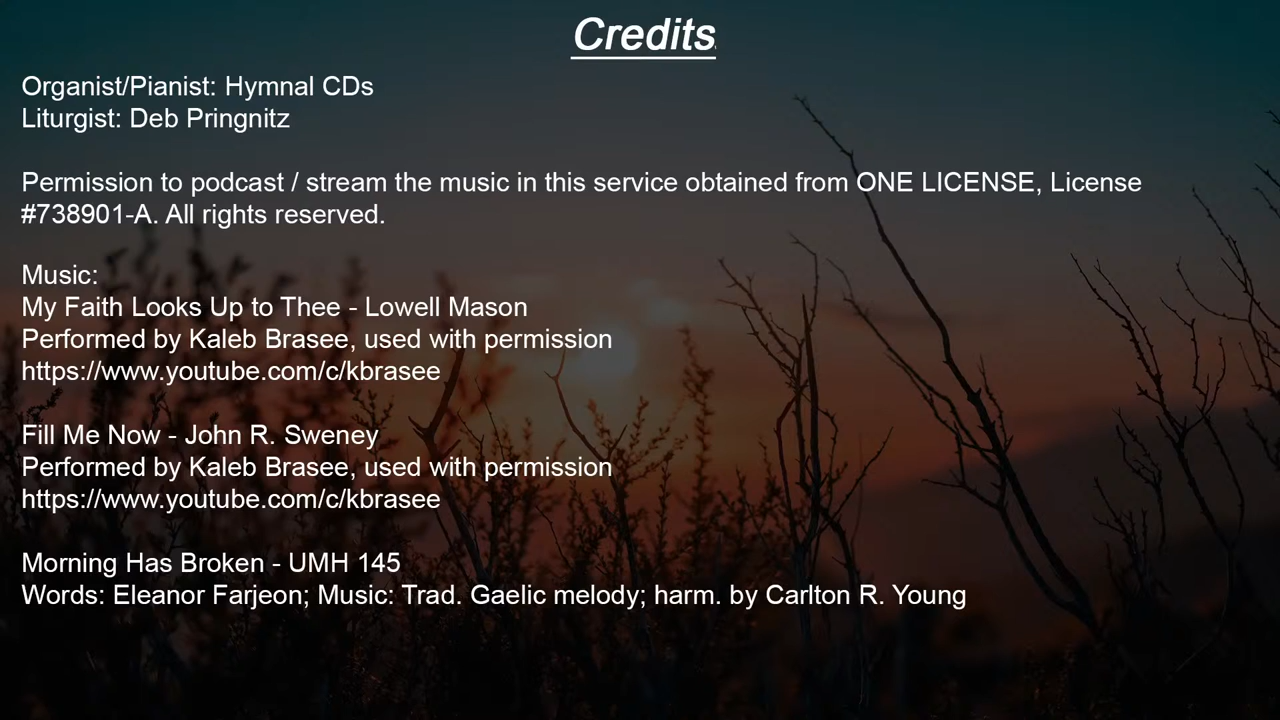 Credits
Organist/Pianist: Hymnal CDs
Liturgist: Deb Pringnitz
Permission to podcast / stream the music in this service obtained from ONE LICENSE, License
#738901-A. All rights reserved.
Music:
My Faith Looks Up to Thee - Lowell Mason
Performed by Kaleb Brasee, used with permission
https://www.youtube.com/c/kbrasee
Fill Me Now - John R. Sweney
Performed by Kaleb Brasee, used with permission
https://www.youtube.com/c/kbrasee
Morning Has Broken - UMH 145
Words: Eleanor Farjeon; Music: Trad. Gaelic melody; harm. by Carlton R. Young